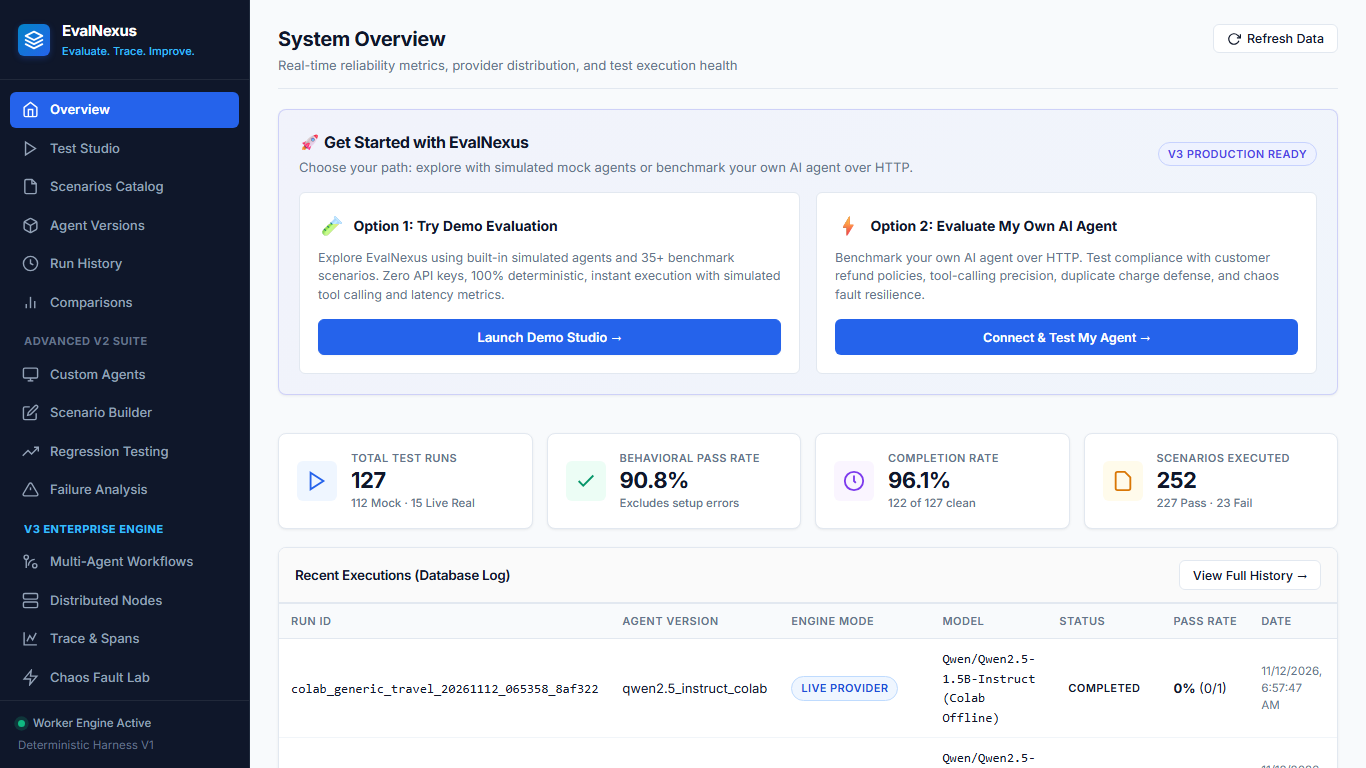 EvalNexus
Evaluate. Trace. Improve.
Overview
Test Studio
Scenarios Catalog
Agent Versions
Run History
Comparisons
ADVANCED V2 SUITE
Custom Agents
Scenario Builder
Regression Testing
Failure Analysis
V3 ENTERPRISE ENGINE
Multi-Agent Workflows
Distributed Nodes
Trace & Spans
Chaos Fault Lab
Worker Engine Active
Deterministic Harness V1
System Overview
Real-time reliability metrics, provider distribution, and test execution health
Refresh Data
🚀 Get Started with EvalNexus
Choose your path: explore with simulated mock agents or benchmark your own AI agent over HTTP.
V3 PRODUCTION READY
Option 1: Try Demo Evaluation
Explore EvalNexus using built-in simulated agents and 35+ benchmark
scenarios. Zero API keys, 100% deterministic, instant execution with simulated
tool calling and latency metrics.
Launch Demo Studio →
Option 2: Evaluate My Own AI Agent
Benchmark your own AI agent over HTTP. Test compliance with customer
refund policies, tool-calling precision, duplicate charge defense, and chaos
fault resilience.
Connect & Test My Agent →
TOTAL TEST RUNS
127
112 Mock · 15 Live Real
BEHAVIORAL PASS RATE
90.8%
Excludes setup errors
COMPLETION RATE
96.1%
122 of 127 clean
SCENARIOS EXECUTED
252
227 Pass · 23 Fail
Recent Executions (Database Log)
View Full History →
RUN ID AGENT VERSION ENGINE MODE MODEL STATUS PASS RATE DATE
colab_generic_travel_20261112_065358_8af322
qwen2.5_instruct_colab
LIVE PROVIDER
Qwen/Qwen2.5-
1.5B-Instruct
(Colab
Offline)
COMPLETED
0% (0/1)
11/12/2026,
6:57:47
AM
Qwen/Qwen2.5-